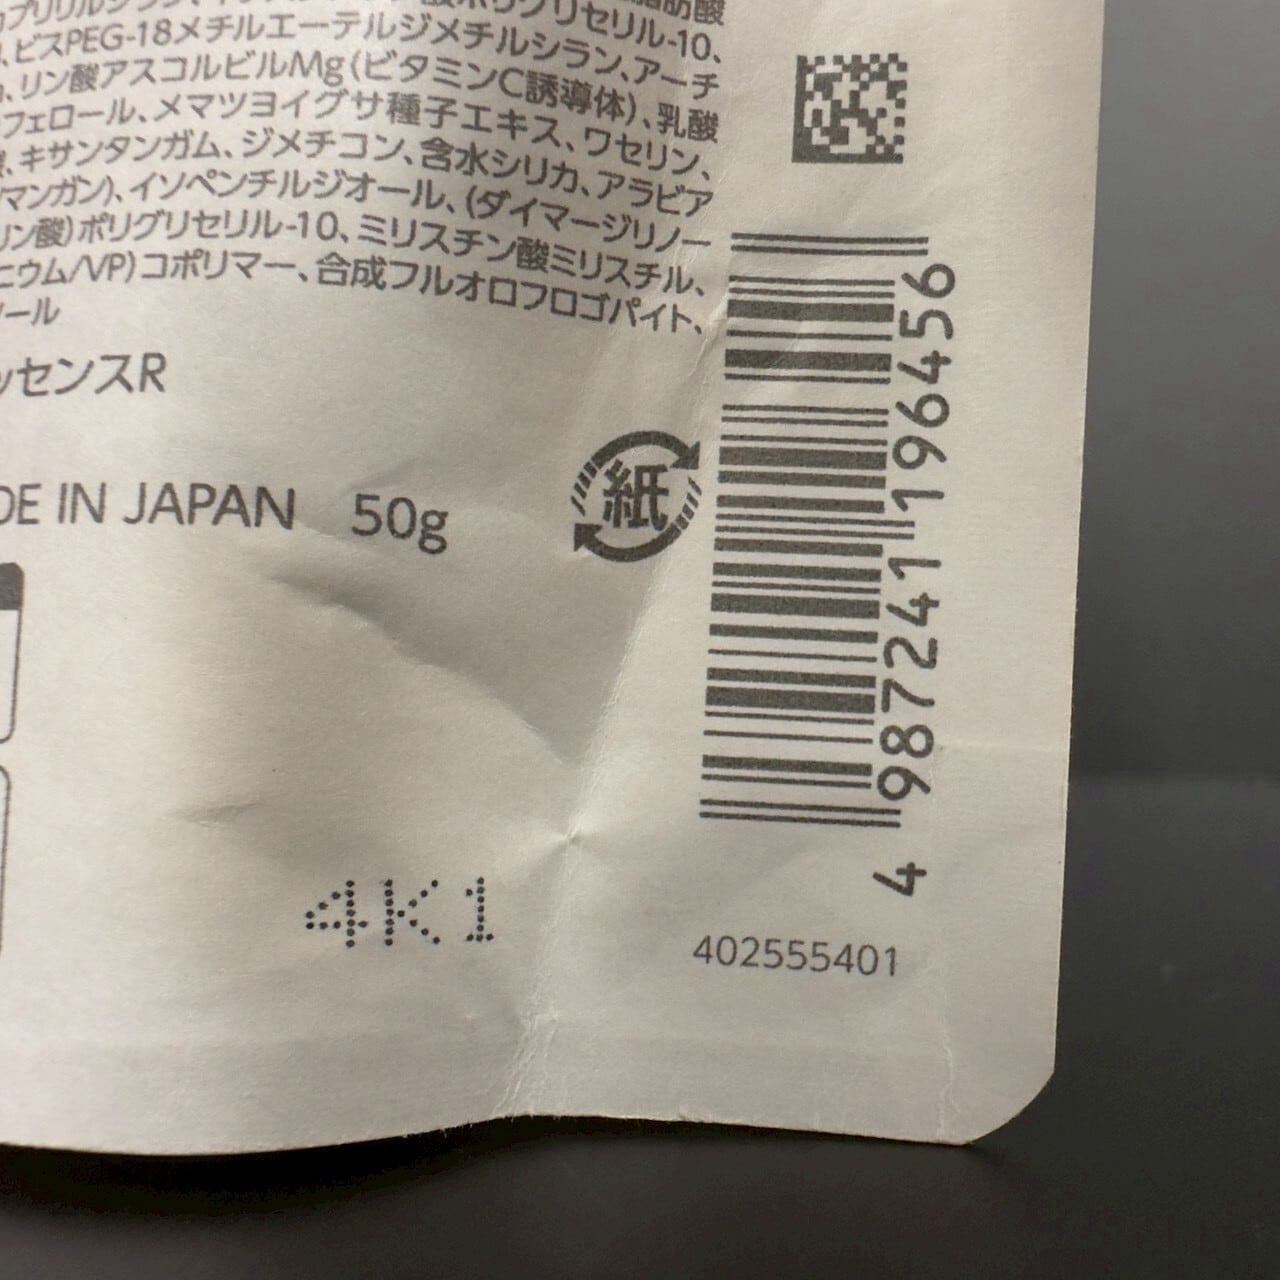 ポリグリセリル-10、
ビスPEG-18メチルエーテルジメチルシラン、アーチ
、リン酸アスコルビルMg(ビタミンC誘導体)、乳酸
フェロール、メマツヨイグサ種子エキス、ワセリン、
キサンタンガム、ジメチコン、含水シリカ、アラビア
マンガン)、イソペンチルジオール、(ダイマージリノー
ン酸)ポリグリセリル-10、ミリスチン酸ミリスチル、
ニウム/VP)コポリマー、合成フルオロフロゴパイト、
ール
ッセンスR
DE IN JAPAN 50g
紙
4 987241 196456
4K1
402555401